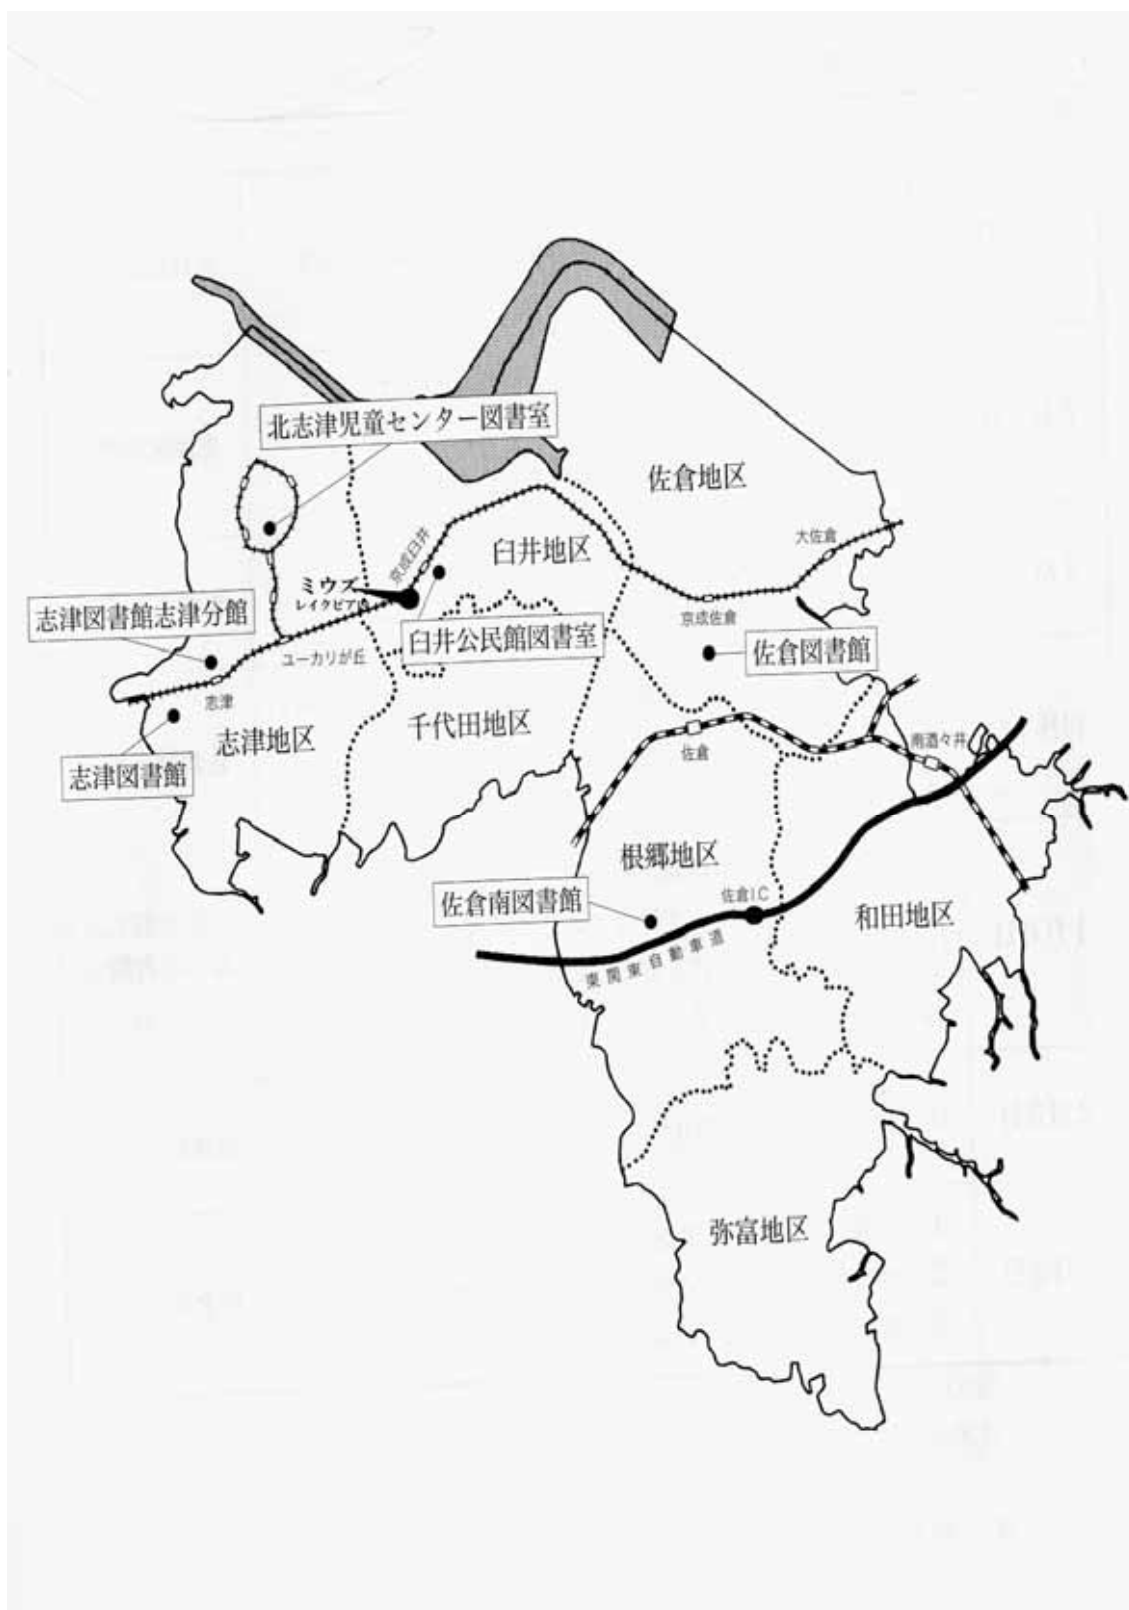 北志津児童センター図書室
佐倉地区
大佐倉
京成臼井
臼井地区
ミウズ
レイクピア
志津図書館志津分館
京成佐倉
臼井公民館図書室
佐倉図書館
ユーカリが丘
志津
千代田地区
志津地区
佐倉
南酒々井
志津図書館
根郷地区
佐倉南図書館
佐倉IC
和田地区
東関東自動車道
弥富地区